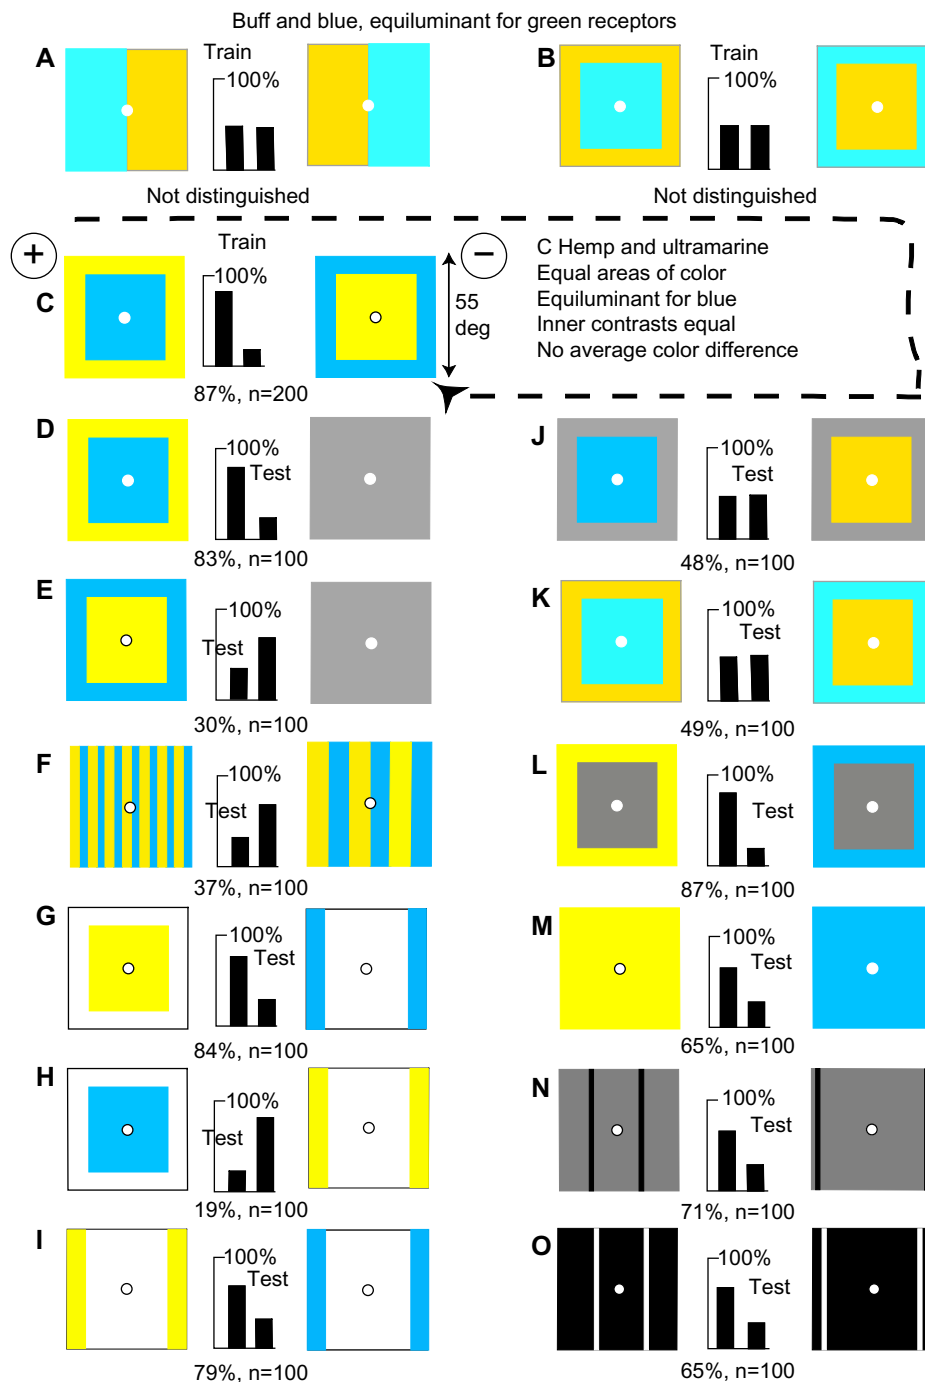 Buff and blue, equiluminant for green receptors
A
Train
100%
B
100%
Not distinguished
Not distinguished
+
Train
−
C Hemp and ultramarine
Equal areas of color
Equiluminant for blue
Inner contrasts equal
No average color difference
C
100%
55
deg
87%, n=200
D
100%
Test
83%, n=100
J
100%
Test
48%, n=100
E
100%
Test
30%, n=100
K
100%
Test
49%, n=100
F
100%
Test
37%, n=100
L
100%
Test
87%, n=100
G
100%
Test
84%, n=100
M
100%
Test
65%, n=100
H
100%
Test
19%, n=100
N
100%
Test
71%, n=100
I
100%
Test
79%, n=100
O
100%
Test
65%, n=100